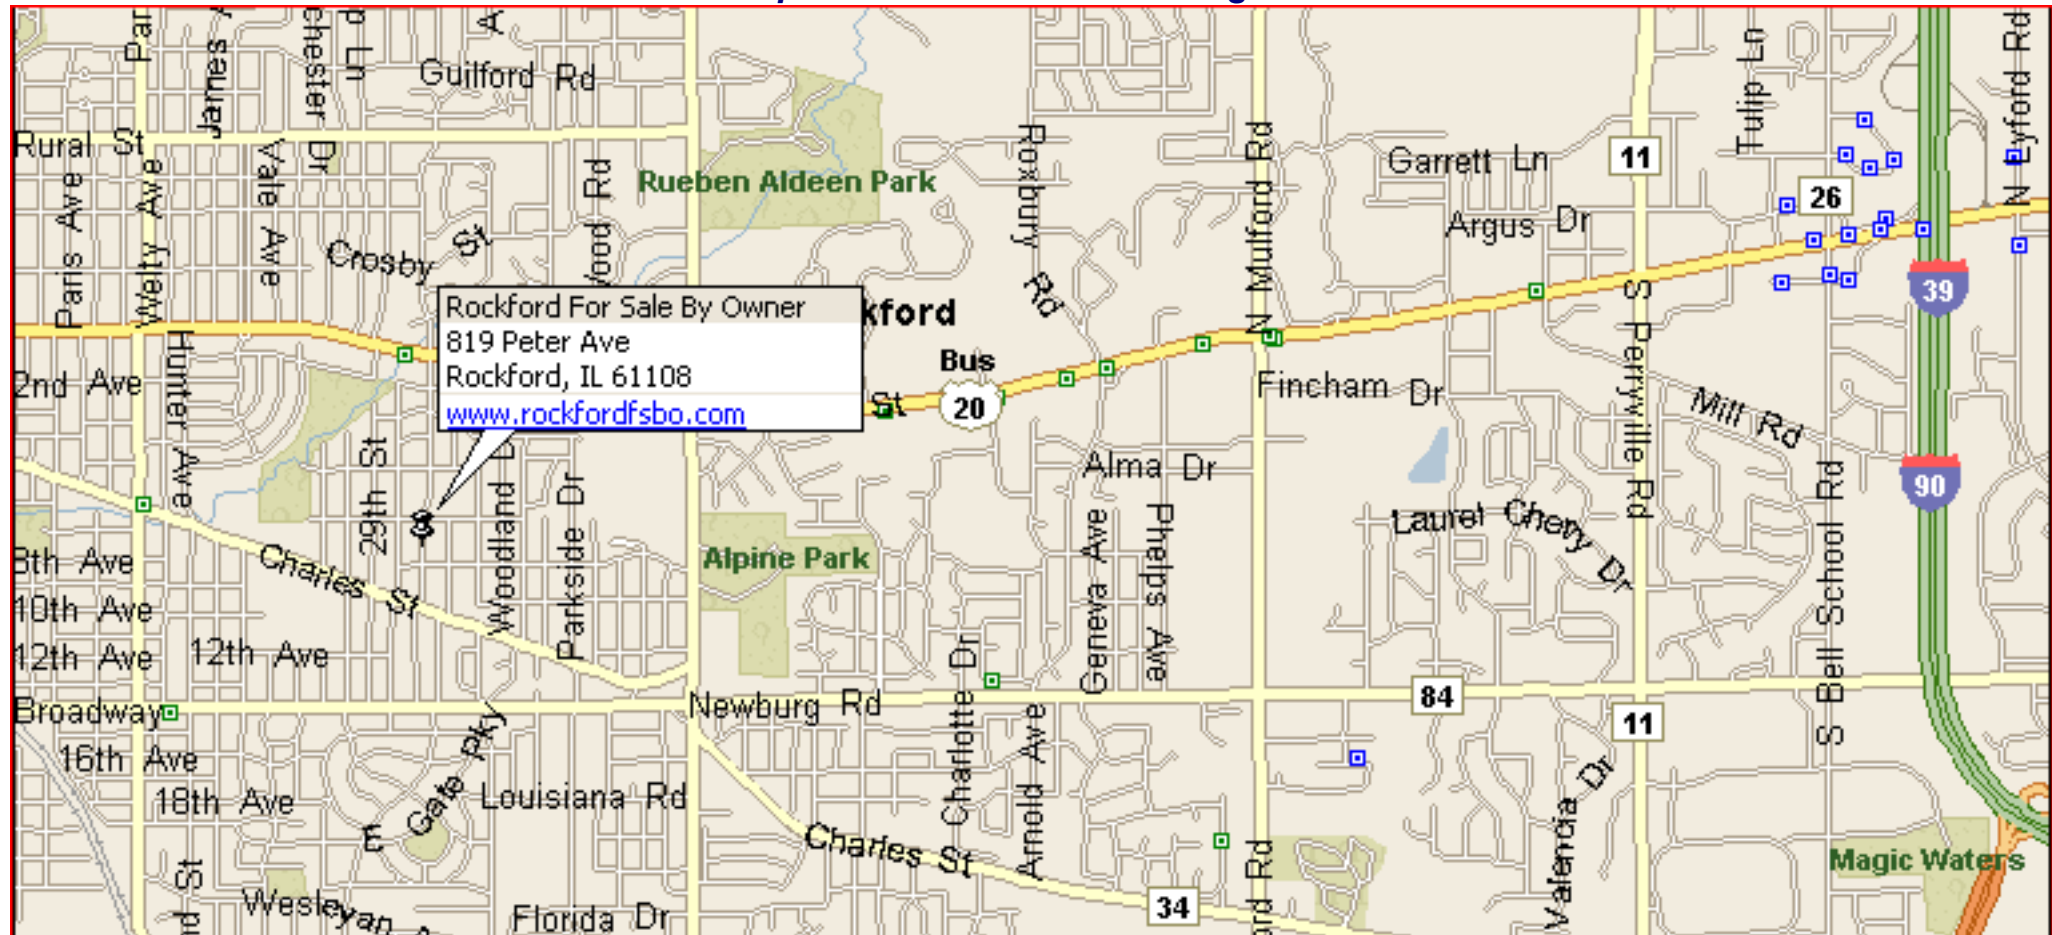 Guilford Rd
Tulip Ln
N Lyford Rd
Rural St
James
Vale Ave
Paris Ave
Welty Ave
Rueben Aldeen Park
Roxbury Rd
N Mulford Rd
Garrett Ln
11
26
Argus Dr
Crosby St
39
Rockford For Sale By Owner
819 Peter Ave
Rockford, IL 61108
www.rockfordfsbo.com
kford
Bus
20
St
2nd Ave
Hunter Ave
Fincham Dr
S Perryville Rd
Mill Rd
Alma Dr
90
29th St
Woodland D
Parkside Dr
Laurel Cherry Dr
Alpine Park
Geneva Ave
Phelps Ave
S Bell School Rd
8th Ave
Charles St
10th Ave
12th Ave
12th Ave
Broadway
Newburg Rd
84
11
16th Ave
18th Ave
E Gate Pky
Louisiana Rd
Charlotte Dr
Arnold Ave
Charles St
Valencia Dr
Magic Waters
34
Wesleyan A
Florida Dr
St
Rd